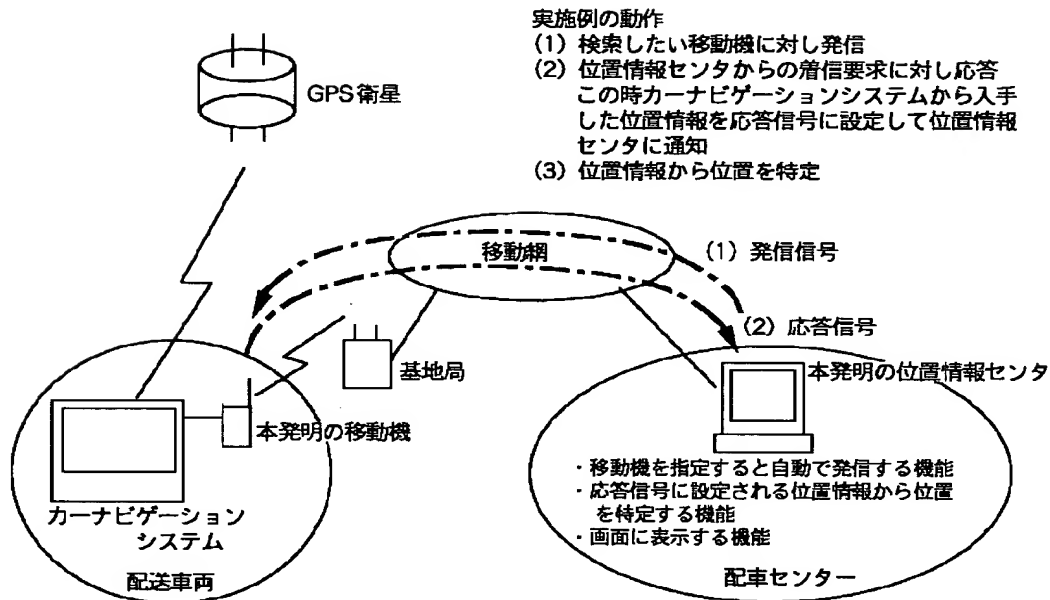 実施例の動作
(1) 検索したい移動機に対し発信
(2) 位置情報センタからの着信要求に対し応答
この時カーナビゲーションシステムから入手
した位置情報を応答信号に設定して位置情報
センタに通知
(3) 位置情報から位置を特定
GPS衛星
移動網
(1) 発信信号
(2) 応答信号
基地局
本発明の移動機
カーナビゲーション
システム
配送車両
本発明の位置情報センタ
・移動機を指定すると自動で発信する機能
・応答信号に設定される位置情報から位置
を特定する機能
・画面に表示する機能
配車センター